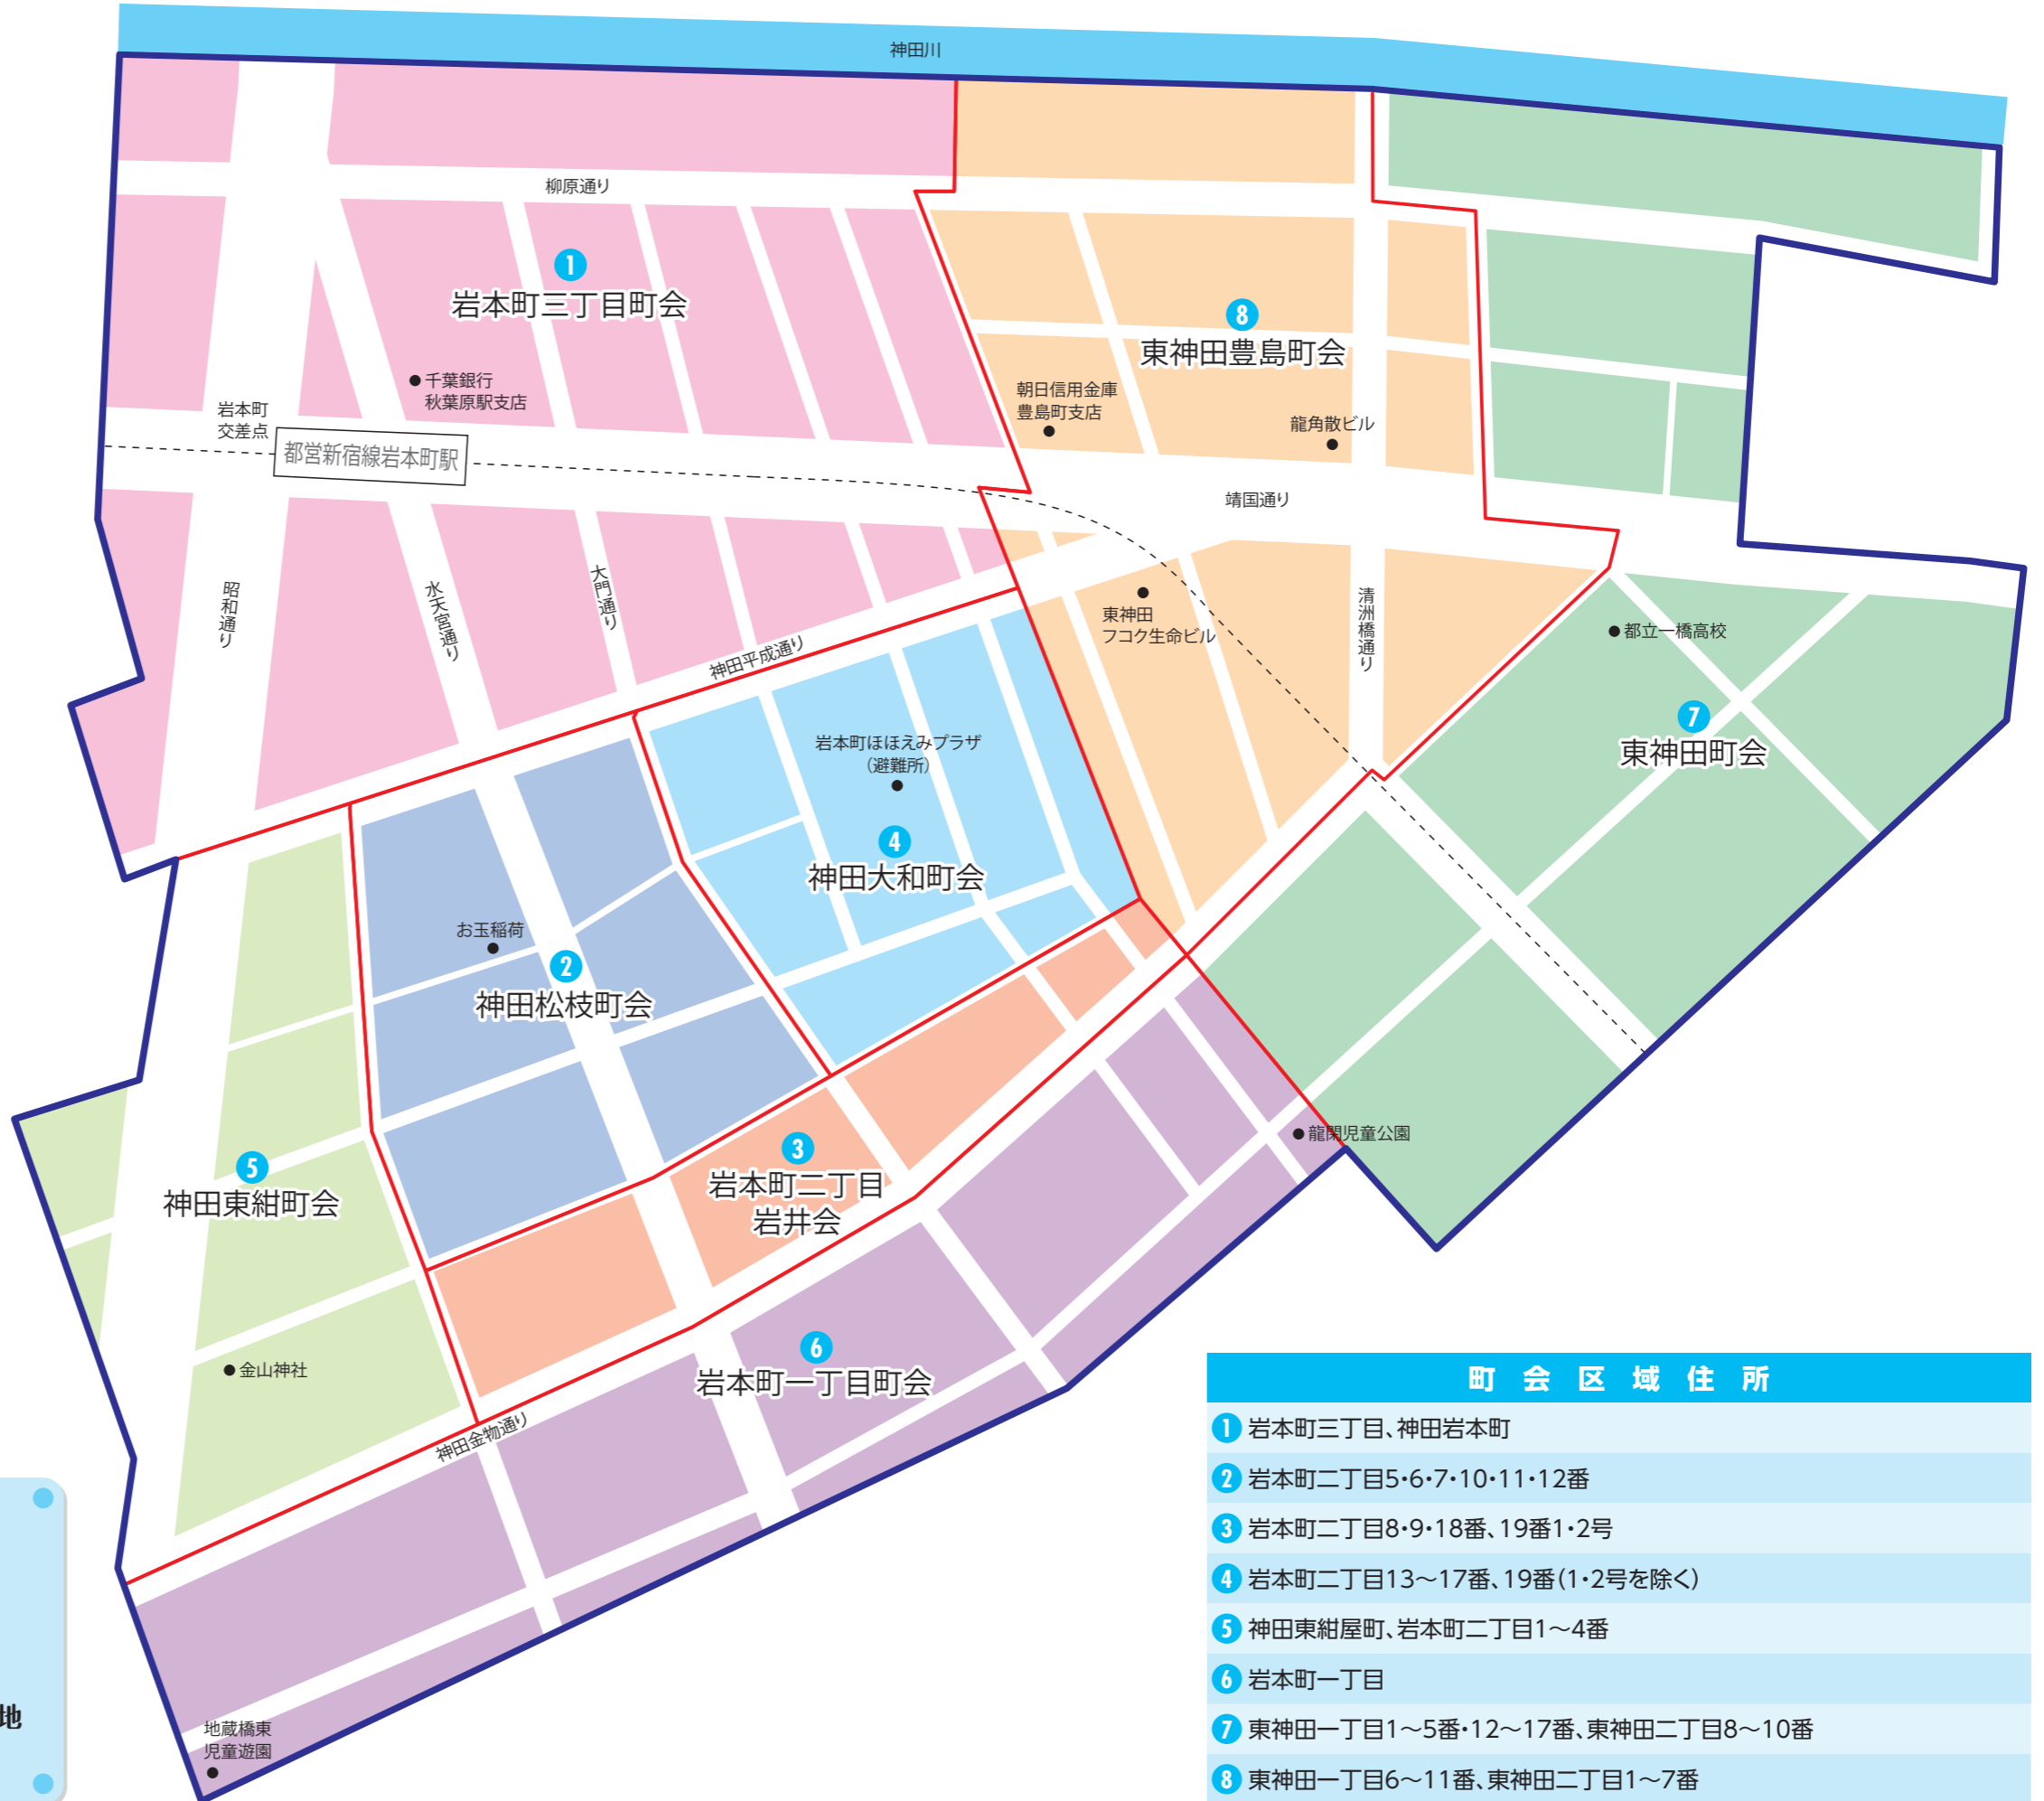 神田川
柳原通り
1
岩本町三丁目町会
8
東神田豊島町会
千葉銀行
秋葉原駅支店
朝日信用金庫
豊島町支店
龍角散ビル
岩本町
交差点
都営新宿線岩本町駅
靖国通り
昭和通り
水天宮通り
大門通り
神田平成通り
東神田
フコク生命ビル
清洲橋通り
都立一橋高校
7
東神田町会
岩本町ほほえみプラザ
（避難所）
4
神田大和町会
お玉稲荷
2
神田松枝町会
3
岩本町二丁目
岩井会
龍閑児童公園
5
神田東紺町会
金山神社
6
岩本町一丁目町会
神田金物通り
地蔵橋東
児童遊園
地
町会区域住所
1 岩本町三丁目、神田岩本町
2 岩本町二丁目5・6・7・10・11・12番
3 岩本町二丁目8・9・18番、19番1・2号
4 岩本町二丁目13〜17番、19番（1・2号を除く）
5 神田東紺屋町、岩本町二丁目1〜4番
6 岩本町一丁目
7 東神田一丁目1〜5番・12〜17番、東神田二丁目8〜10番
8 東神田一丁目6〜11番、東神田二丁目1〜7番